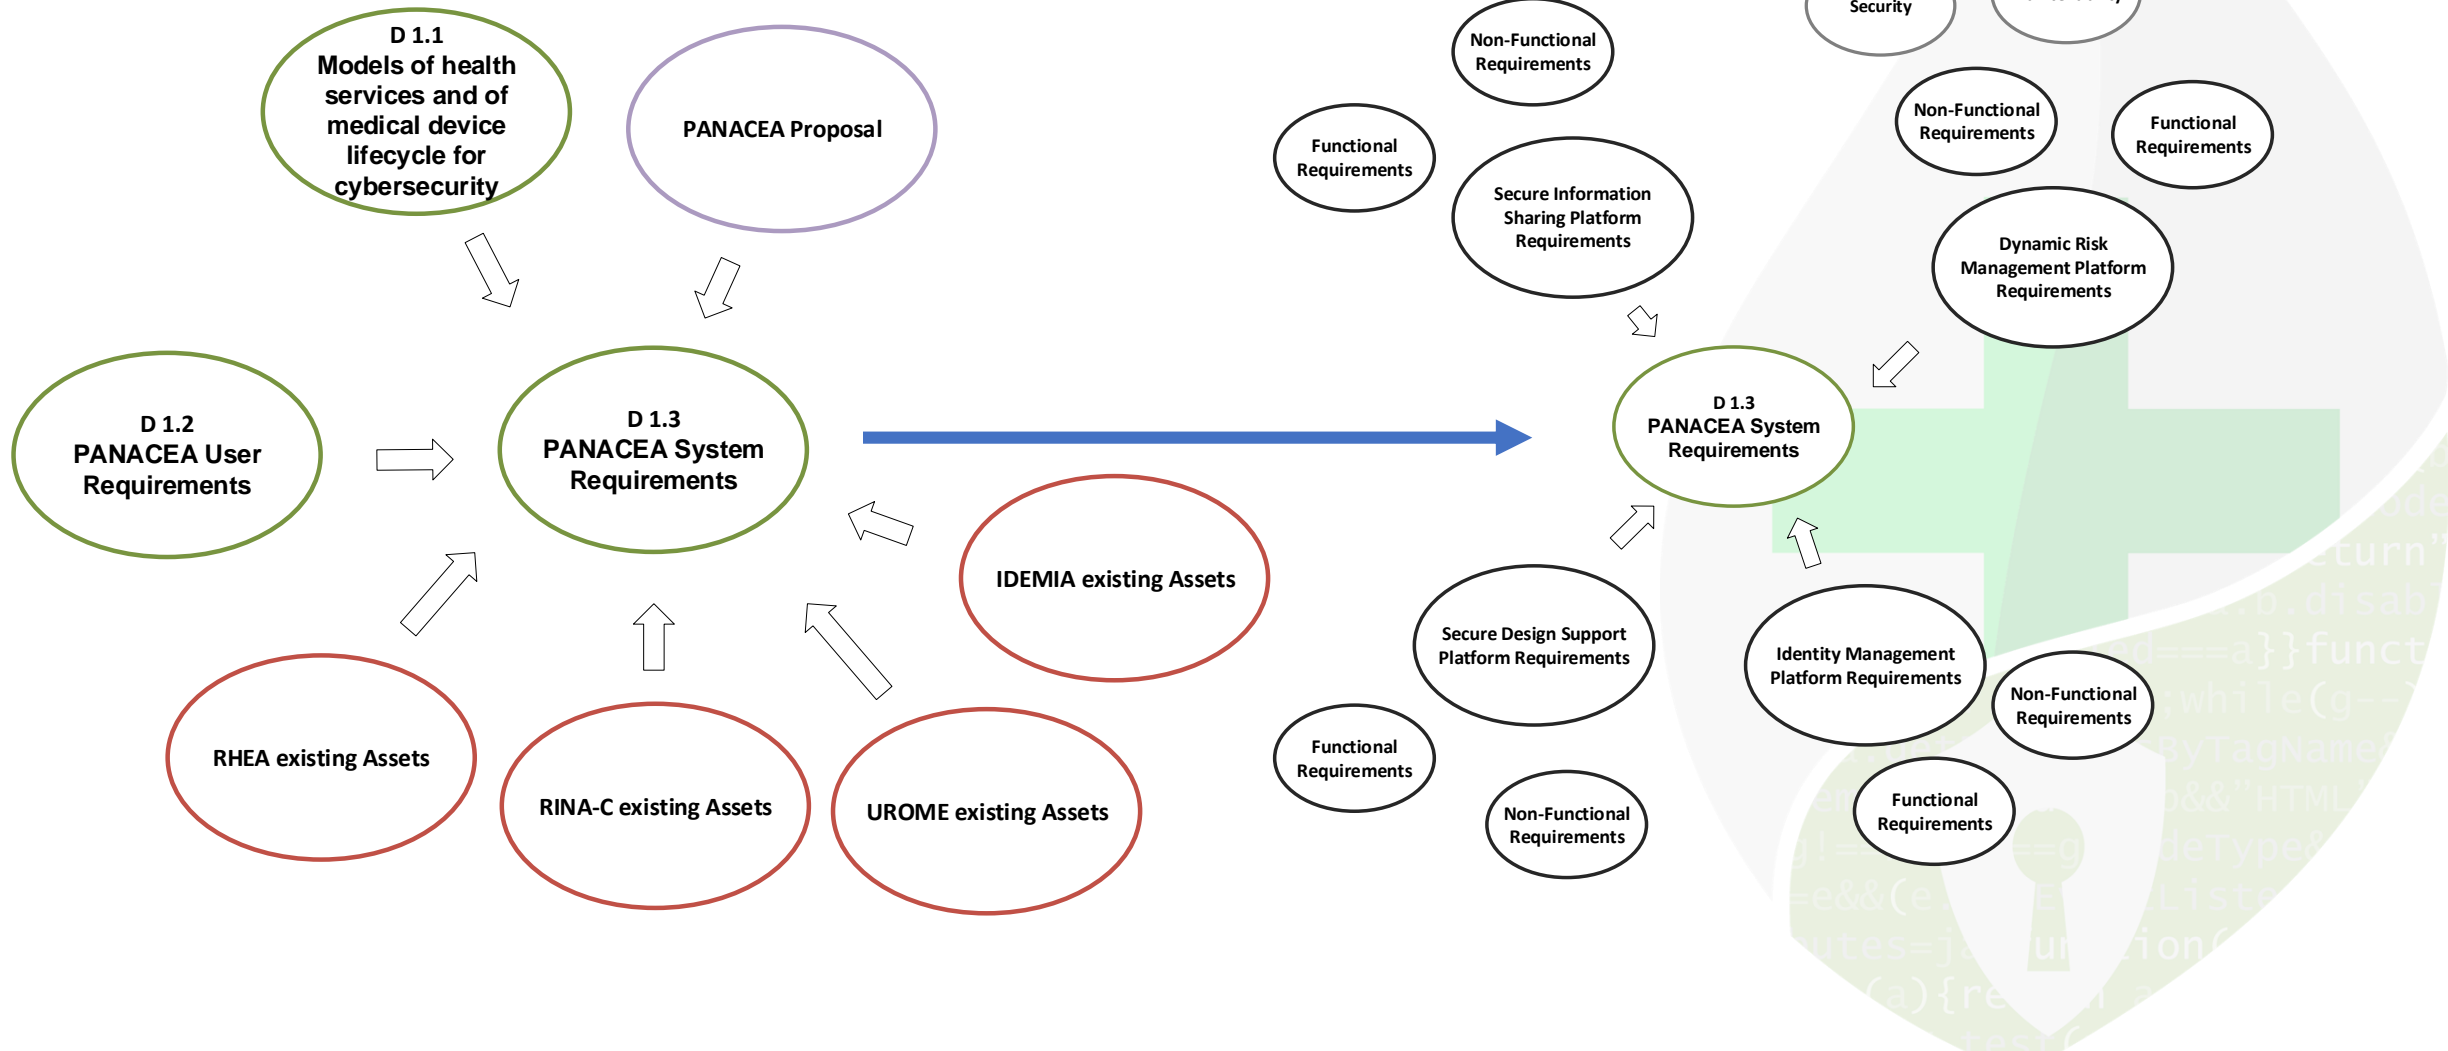 D 1.1
Models of health
services and of
medical device
lifecycle for
cybersecurity
PANACEA Proposal
D 1.2
PANACEA User
Requirements
D 1.3
PANACEA System
Requirements
IDEMIA existing Assets
RHEA existing Assets
RINA-C existing Assets
UROME existing Assets
Security
Non-Functional
Requirements
Functional
Requirements
Secure Information
Sharing Platform
Requirements
Non-Functional
Requirements
Functional
Requirements
Dynamic Risk
Management Platform
Requirements
D 1.3
PANACEA System
Requirements
Secure Design Support
Platform Requirements
Functional
Requirements
Non-Functional
Requirements
Identity Management
Platform Requirements
Non-Functional
Requirements
Functional
Requirements